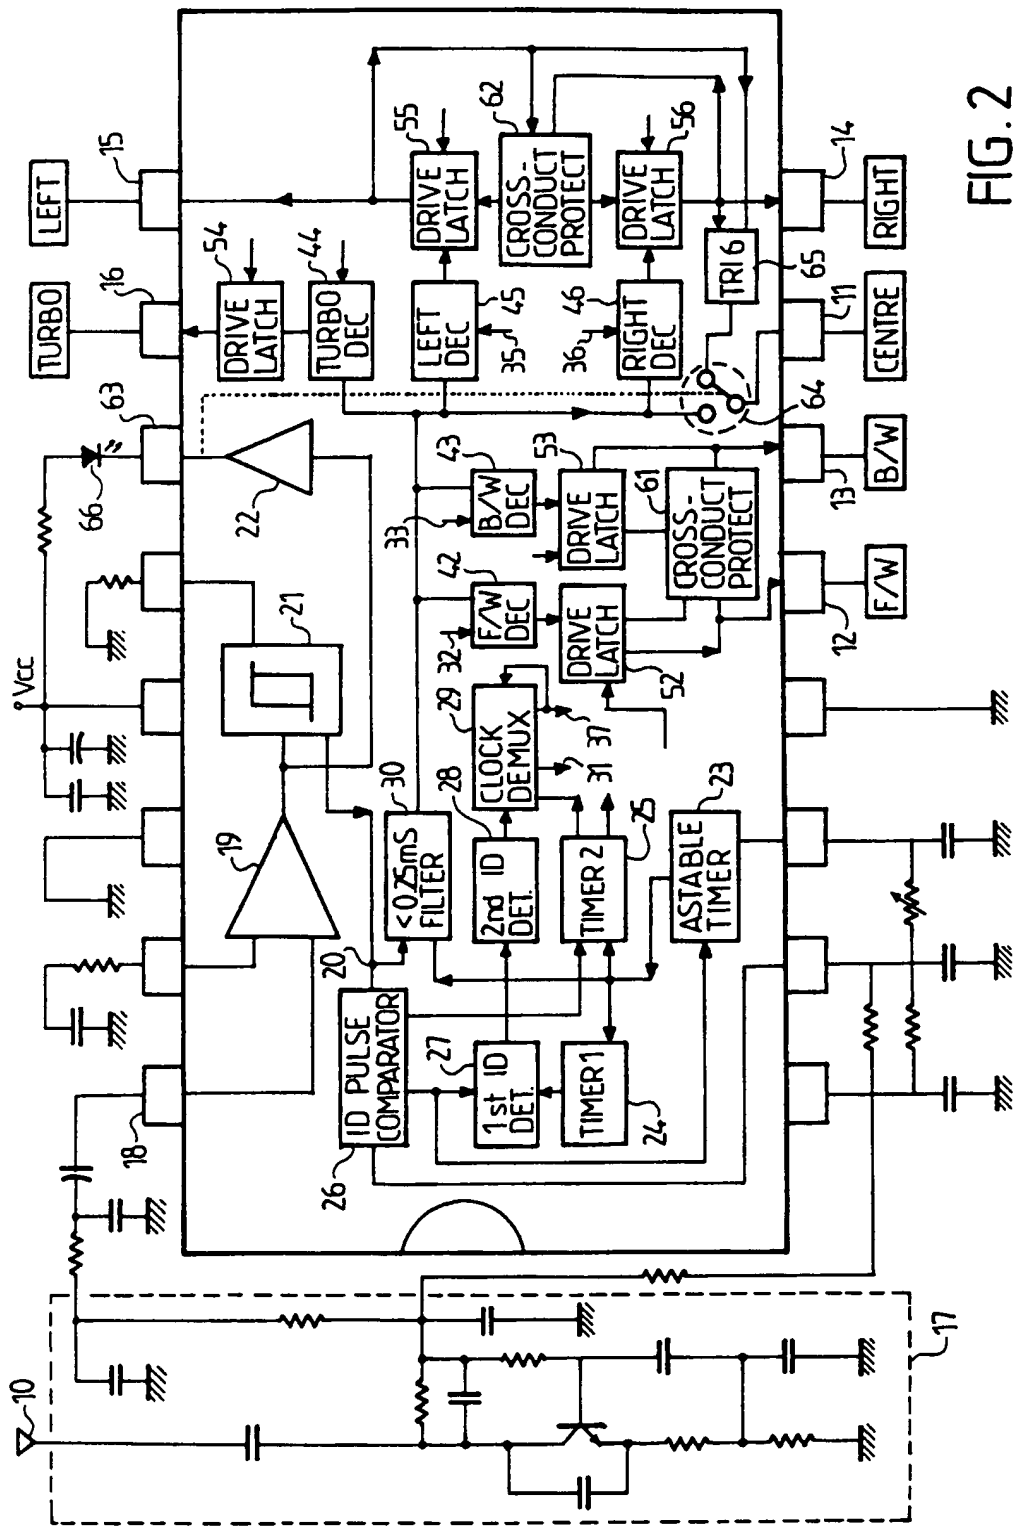 LEFT
15
TURBO
16
54
DRIVE
LATCH
44
TURBO
DEC
63
66
22
Vcc
21
19
18
10
17
55
DRIVE
LATCH
62
CROSS-
CONDUCT
PROTECT
56
DRIVE
LATCH
14
RIGHT
45
LEFT
DEC
35
46
RIGHT
DEC
36
TRI 6
65
11
CENTRE
64
43
B/W
DEC
33
53
DRIVE
LATCH
61
CROSS-
CONDUCT
PROTECT
13
B/W
42
F/W
DEC
32
DRIVE
LATCH
52
12
F/W
29
CLOCK
DEMUX
37
31
30
<0.25mS
FILTER
28
2nd ID
DET.
25
TIMER 2
23
ASTABLE
TIMER
20
ID PULSE
COMPARATOR
26
27
1st ID
DET.
TIMER 1
24
FIG. 2